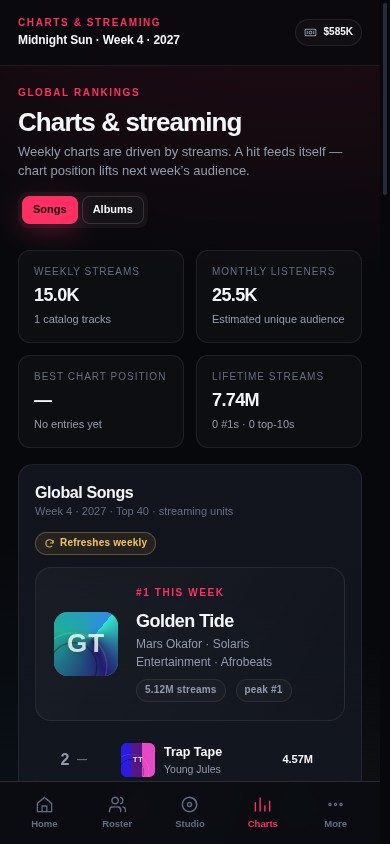 CHARTS & STREAMING
Midnight Sun · Week 4 · 2027
$585K
GLOBAL RANKINGS
Charts & streaming
Weekly charts are driven by streams. A hit feeds itself —
chart position lifts next week's audience.
Songs
Albums
WEEKLY STREAMS
15.0K
1 catalog tracks
MONTHLY LISTENERS
25.5K
Estimated unique audience
BEST CHART POSITION
—
No entries yet
LIFETIME STREAMS
7.74M
0 #1s · 0 top-10s
Global Songs
Week 4 · 2027 · Top 40 · streaming units
Refreshes weekly
#1 THIS WEEK
GT
Golden Tide
Mars Okafor · Solaris
Entertainment · Afrobeats
5.12M streams
peak #1
2 —
TT
Trap Tape
Young Jules
4.57M
Home
Roster
Studio
Charts
More